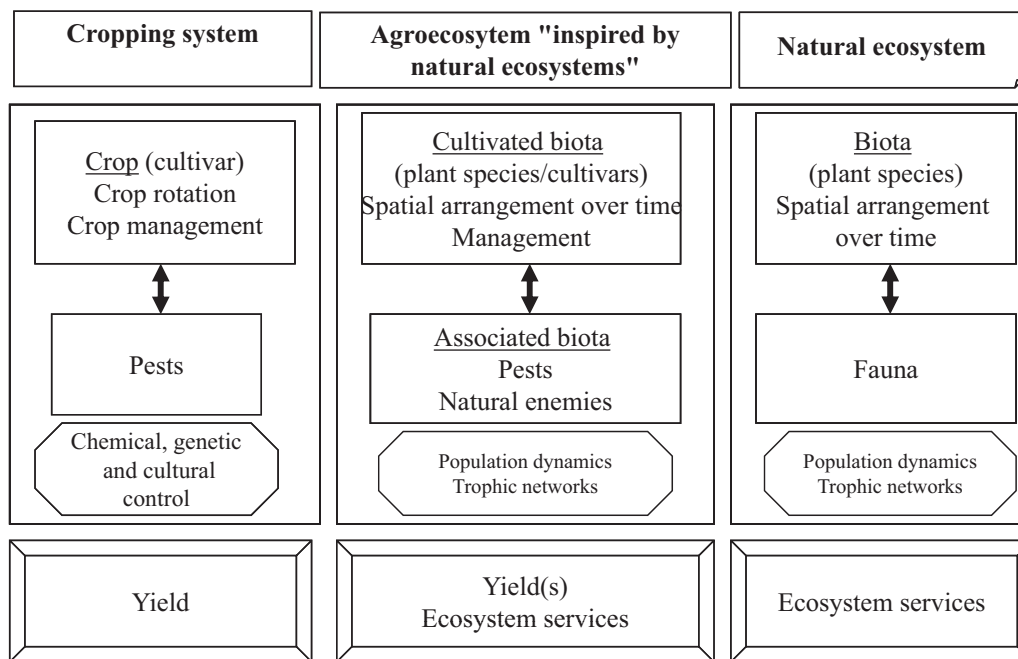 Cropping system
Agroecosytem "inspired by
natural ecosystems"
Natural ecosystem
Crop (cultivar)
Crop rotation
Crop management
Pests
Chemical, genetic
and cultural
control
Yield
Cultivated biota
(plant species/cultivars)
Spatial arrangement over time
Management
Associated biota
Pests
Natural enemies
Population dynamics
Trophic networks
Yield(s)
Ecosystem services
Biota
(plant species)
Spatial arrangement
over time
Fauna
Population dynamics
Trophic networks
Ecosystem services